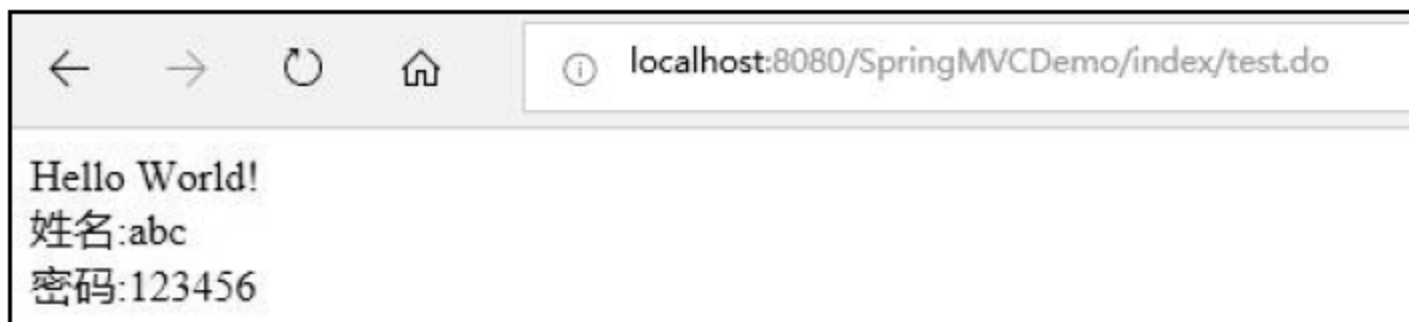 localhost:8080/SpringMVCDemo/index/test.do
Hello World!
姓名:abc
密码:123456